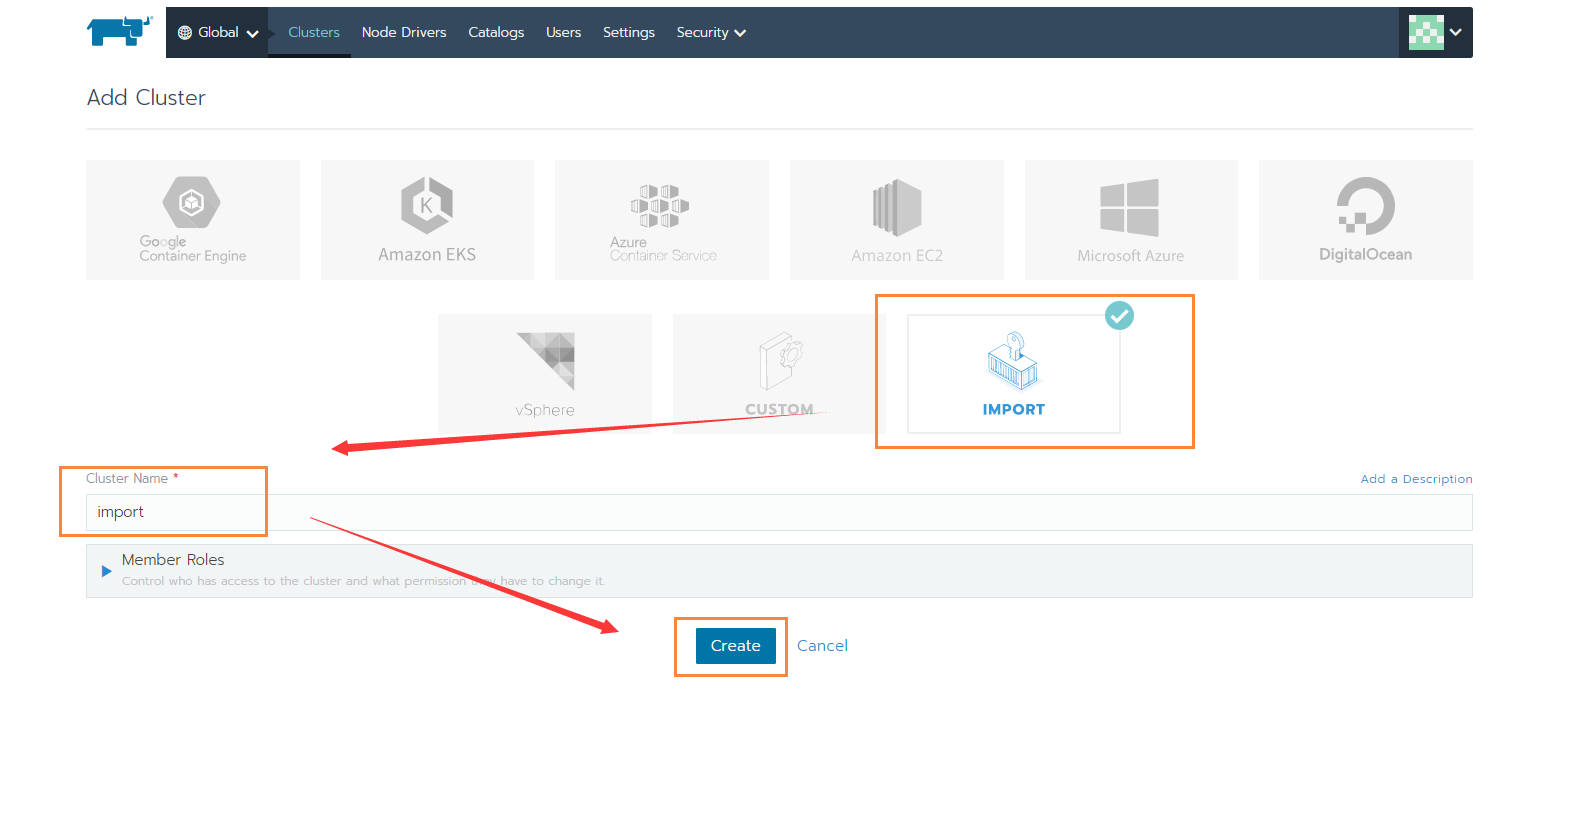 Global Clusters Node Drivers Catalogs Users Settings Security
Add Cluster
Google
Container Engine
Amazon EKS
Azure
Container Service
Amazon EC2
Microsoft Azure
DigitalOcean
vSphere
CUSTOM
IMPORT
Cluster Name * Add a Description
import
Member Roles
Control who has access to the cluster and what permission they have to change it.
Create Cancel